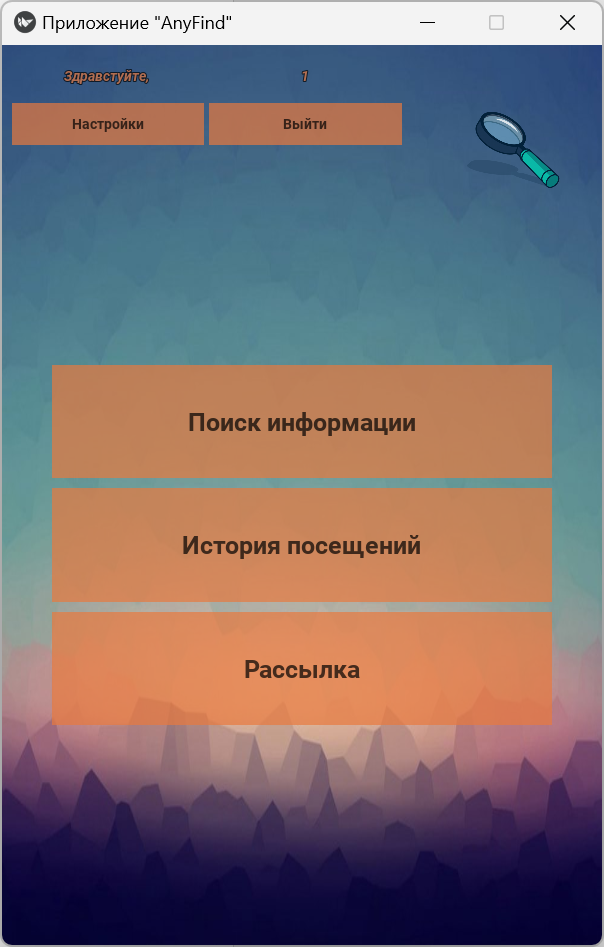 Приложение "AnyFind"
Здравстуйте, 1
Настройки Выйти
Поиск информации
История посещений
Рассылка